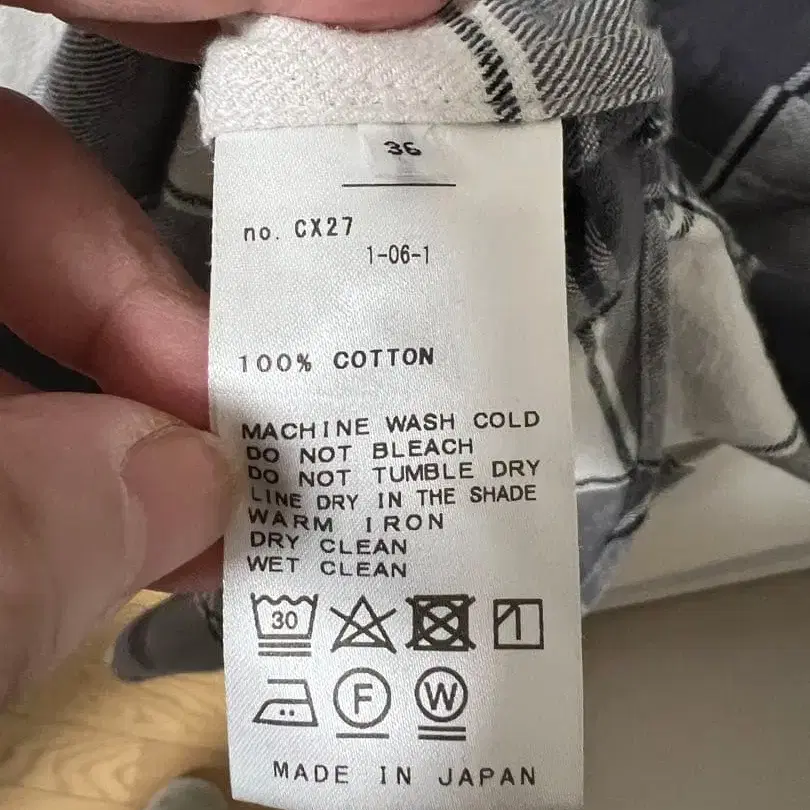 36
no. CX27
1-06-1
100% COTTON
MACHINE WASH COLD
DO NOT BLEACH
DO NOT TUMBLE DRY
LINE DRY IN THE SHADE
WARM IRON
DRY CLEAN
WET CLEAN
30
F W
MADE IN JAPAN